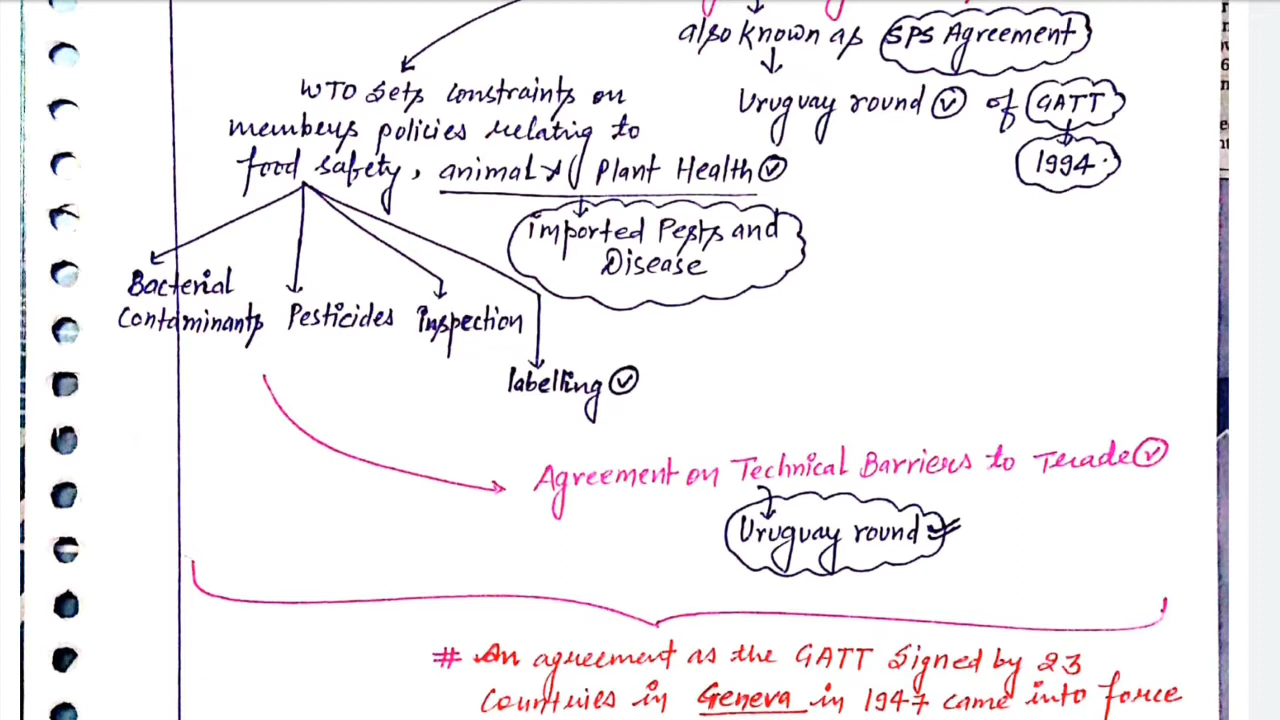 also known as SPS Agreement
Uruguay round of GATT
1994.
WTO sets constraints on
members policies relating to
food safety, animal & Plant Health
imported Pests and
Disease
Bacterial
Contaminants
Pesticides
Inspection
labelling
Agreement on Technical Barriers to Trade
Uruguay round
# An agreement as the GATT signed by 23
Countries in Geneva in 1947 came into force